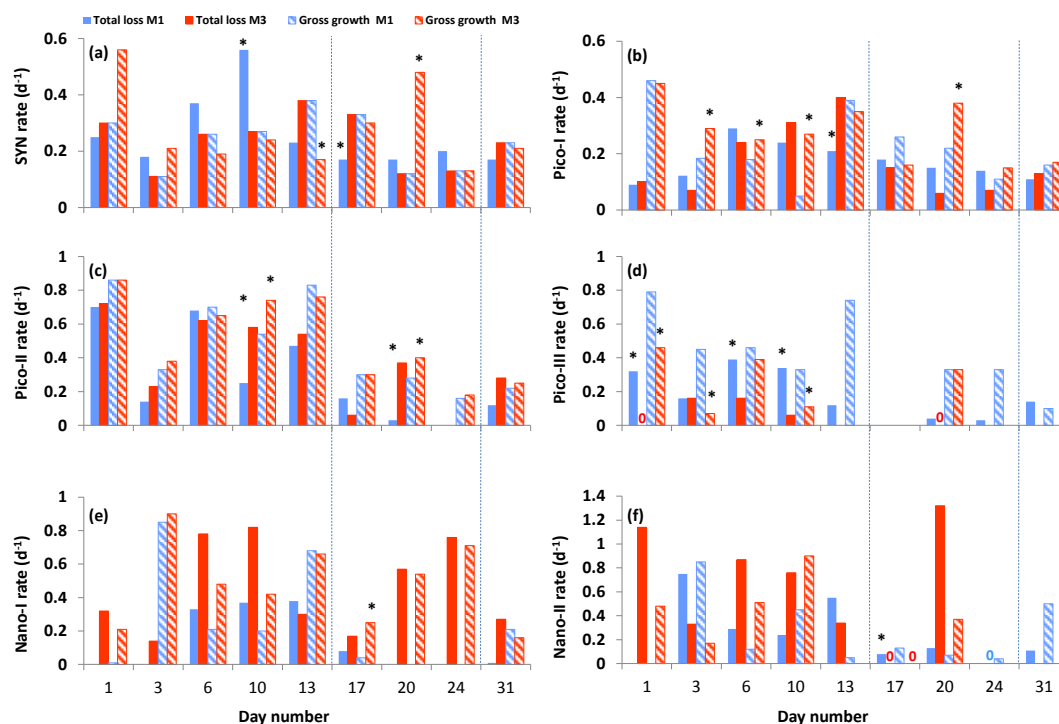 Total loss M1 Total loss M3 Gross growth M1 Gross growth M3
(a)
SYN rate (d-1)
0.6
0.4
0.2
0
* * * *
(b)
Pico-I rate (d-1)
0.6
0.4
0.2
0
* * * * *
(c)
Pico-II rate (d-1)
1
0.8
0.6
0.4
0.2
0
* * * *
(d)
Pico-III rate (d-1)
1
0.8
0.6
0.4
0.2
0
* * * * * *
0 0
(e)
Nano-I rate (d-1)
1
0.8
0.6
0.4
0.2
0
*
1 3 6 10 13 17 20 24 31
Day number
(f)
Nano-II rate (d-1)
1.4
1.2
1
0.8
0.6
0.4
0.2
0
*
0 0 0
1 3 6 10 13 17 20 24 31
Day number